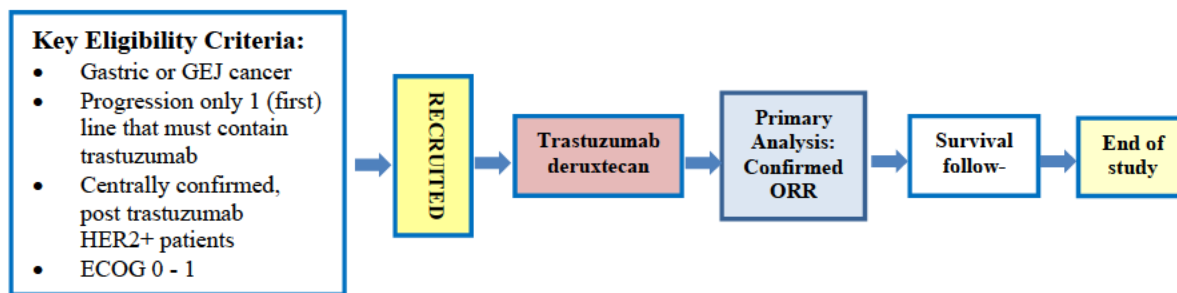 Key Eligibility Criteria:
• Gastric or GEJ cancer
• Progression only 1 (first)
line that must contain
trastuzumab
• Centrally confirmed,
post trastuzumab
HER2+ patients
• ECOG 0 - 1
RECRUITED
Trastuzumab
deruxtecan
Primary
Analysis:
Confirmed
ORR
Survival
follow-
End of
study